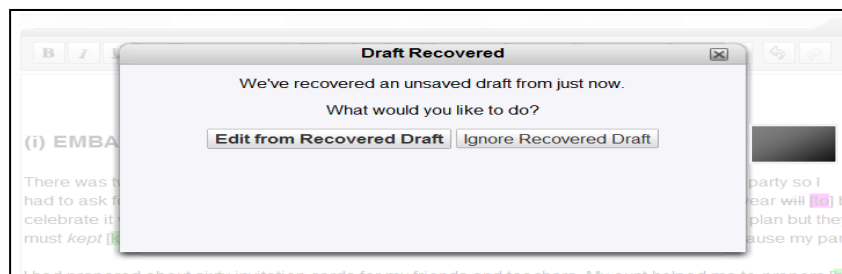 B I
Draft Recovered
We've recovered an unsaved draft from just now.
What would you like to do?
Edit from Recovered Draft Ignore Recovered Draft
(i) EMBA
There was party so I
had to ask year will [to]
celebrate it plan but the
must kept ause my par
I had prepared about sixty invitation cards for my friends and teachers. My aunt helped me to prepare